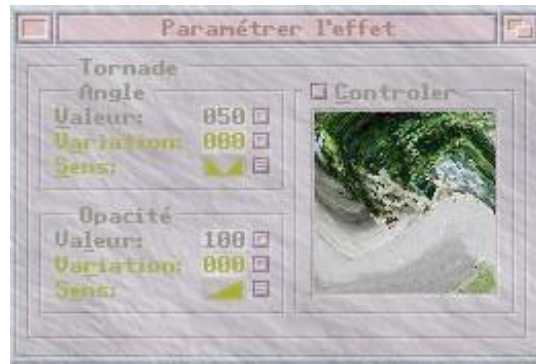 Paramétrer l'effet
Tornade
Angle
Valeur: 050
Variation: 000
Sens:
Opacité
Valeur: 100
Variation: 000
Sens:
Controler